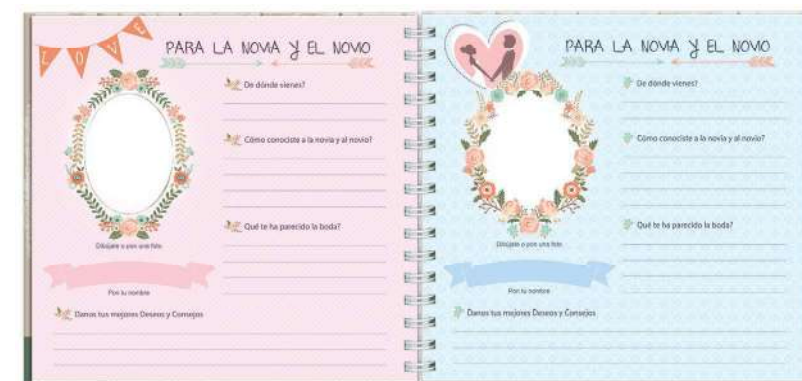 LOVE
PARA LA NOVIA Y EL NOVIO
De dónde vienes?
Cómo conociste a la novia y al novio?
Qué te ha parecido la boda?
Dibújate o pon una foto
Pon tu nombre
Danos tus mejores Deseos y Consejos
PARA LA NOVIA Y EL NOVIO
De dónde vienes?
Cómo conociste a la novia y al novio?
Qué te ha parecido la boda?
Dibújate o pon una foto
Pon tu nombre
Danos tus mejores Deseos y Consejos